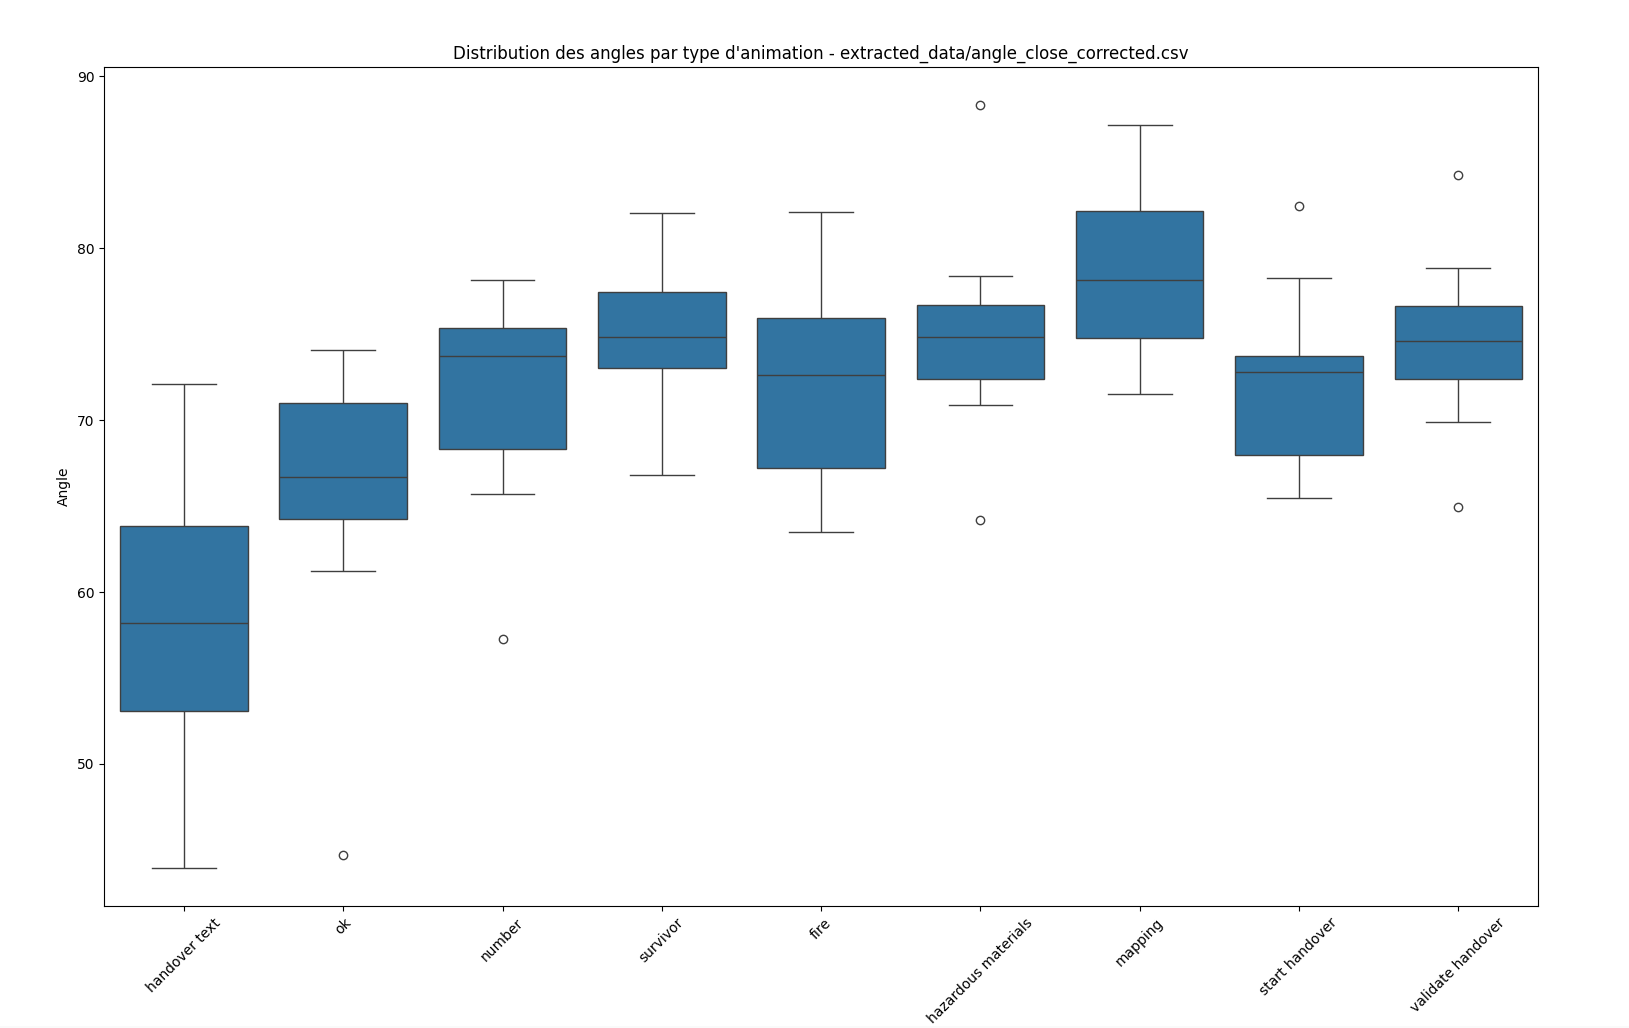 Distribution des angles par type d'animation - extracted_data/angle_close_corrected.csv
90
80
70
60
50
Angle
handover text
ok
number
survivor
fire
hazardous materials
mapping
start handover
validate handover